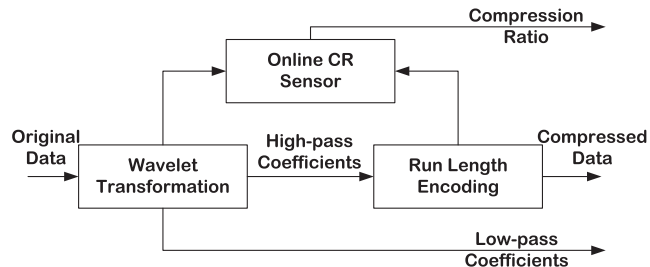 Compression
Ratio
Online CR
Sensor
Original
Data
Wavelet
Transformation
High-pass
Coefficients
Run Length
Encoding
Compressed
Data
Low-pass
Coefficients